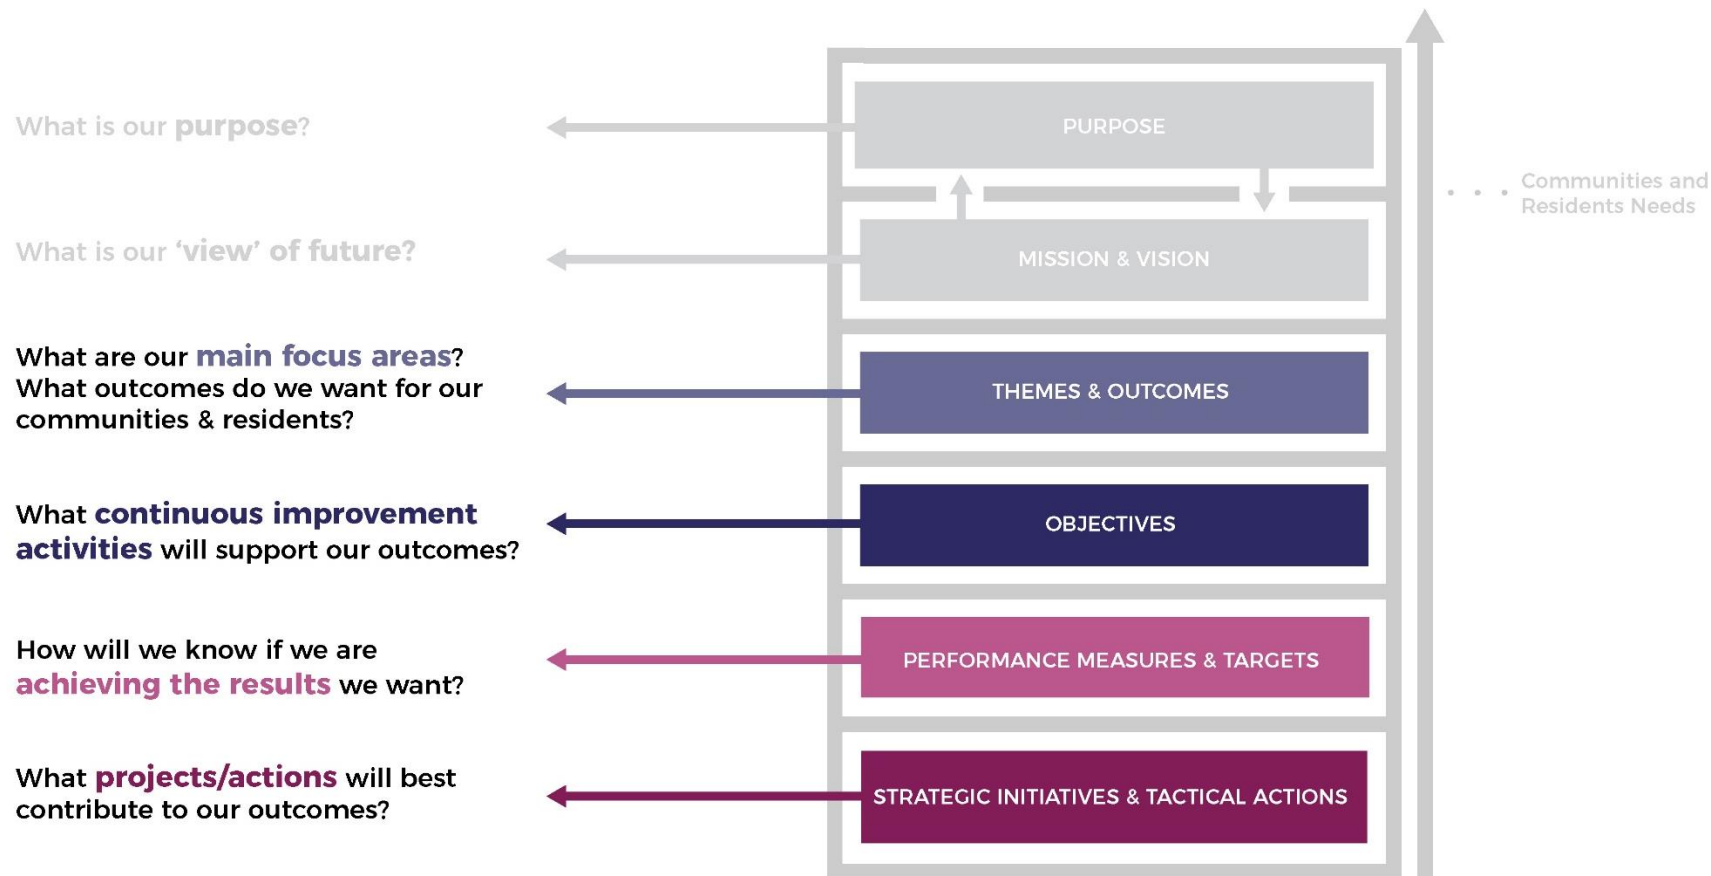 What is our purpose?
PURPOSE
Communities and
Residents Needs
What is our ‘view’ of future?
MISSION & VISION
What are our main focus areas?
What outcomes do we want for our
communities & residents?
THEMES & OUTCOMES
What continuous improvement
activities will support our outcomes?
OBJECTIVES
How will we know if we are
achieving the results we want?
PERFORMANCE MEASURES & TARGETS
What projects/actions will best
contribute to our outcomes?
STRATEGIC INITIATIVES & TACTICAL ACTIONS